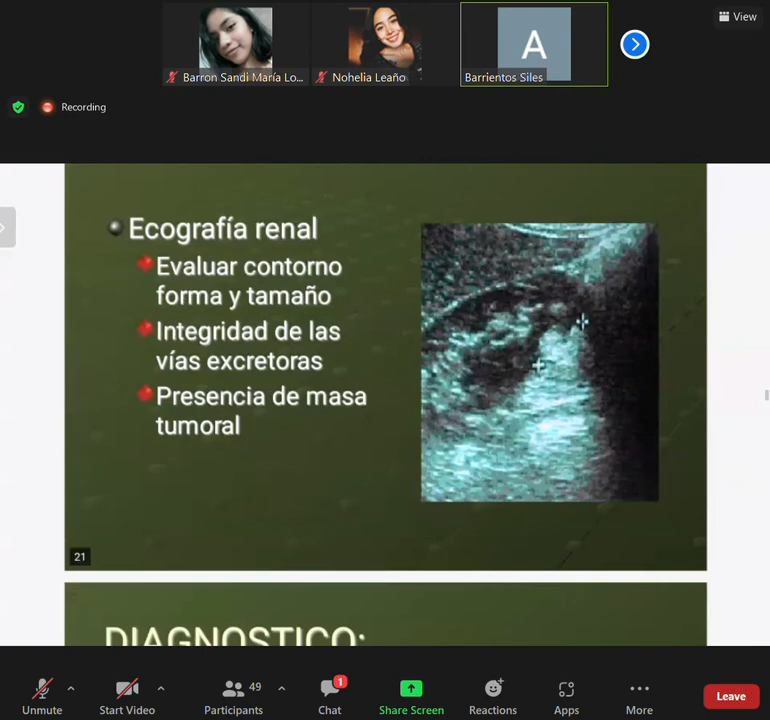 View
A
Barron Sandi María Lo...
Nohelia Leaño
Barrientos Siles
Recording
Ecografía renal
Evaluar contorno
forma y tamaño
Integridad de las
vías excretoras
Presencia de masa
tumoral
21
DIAGNOSTICO:
49
1
Unmute
Start Video
Participants
Chat
Share Screen
Reactions
Apps
More
Leave